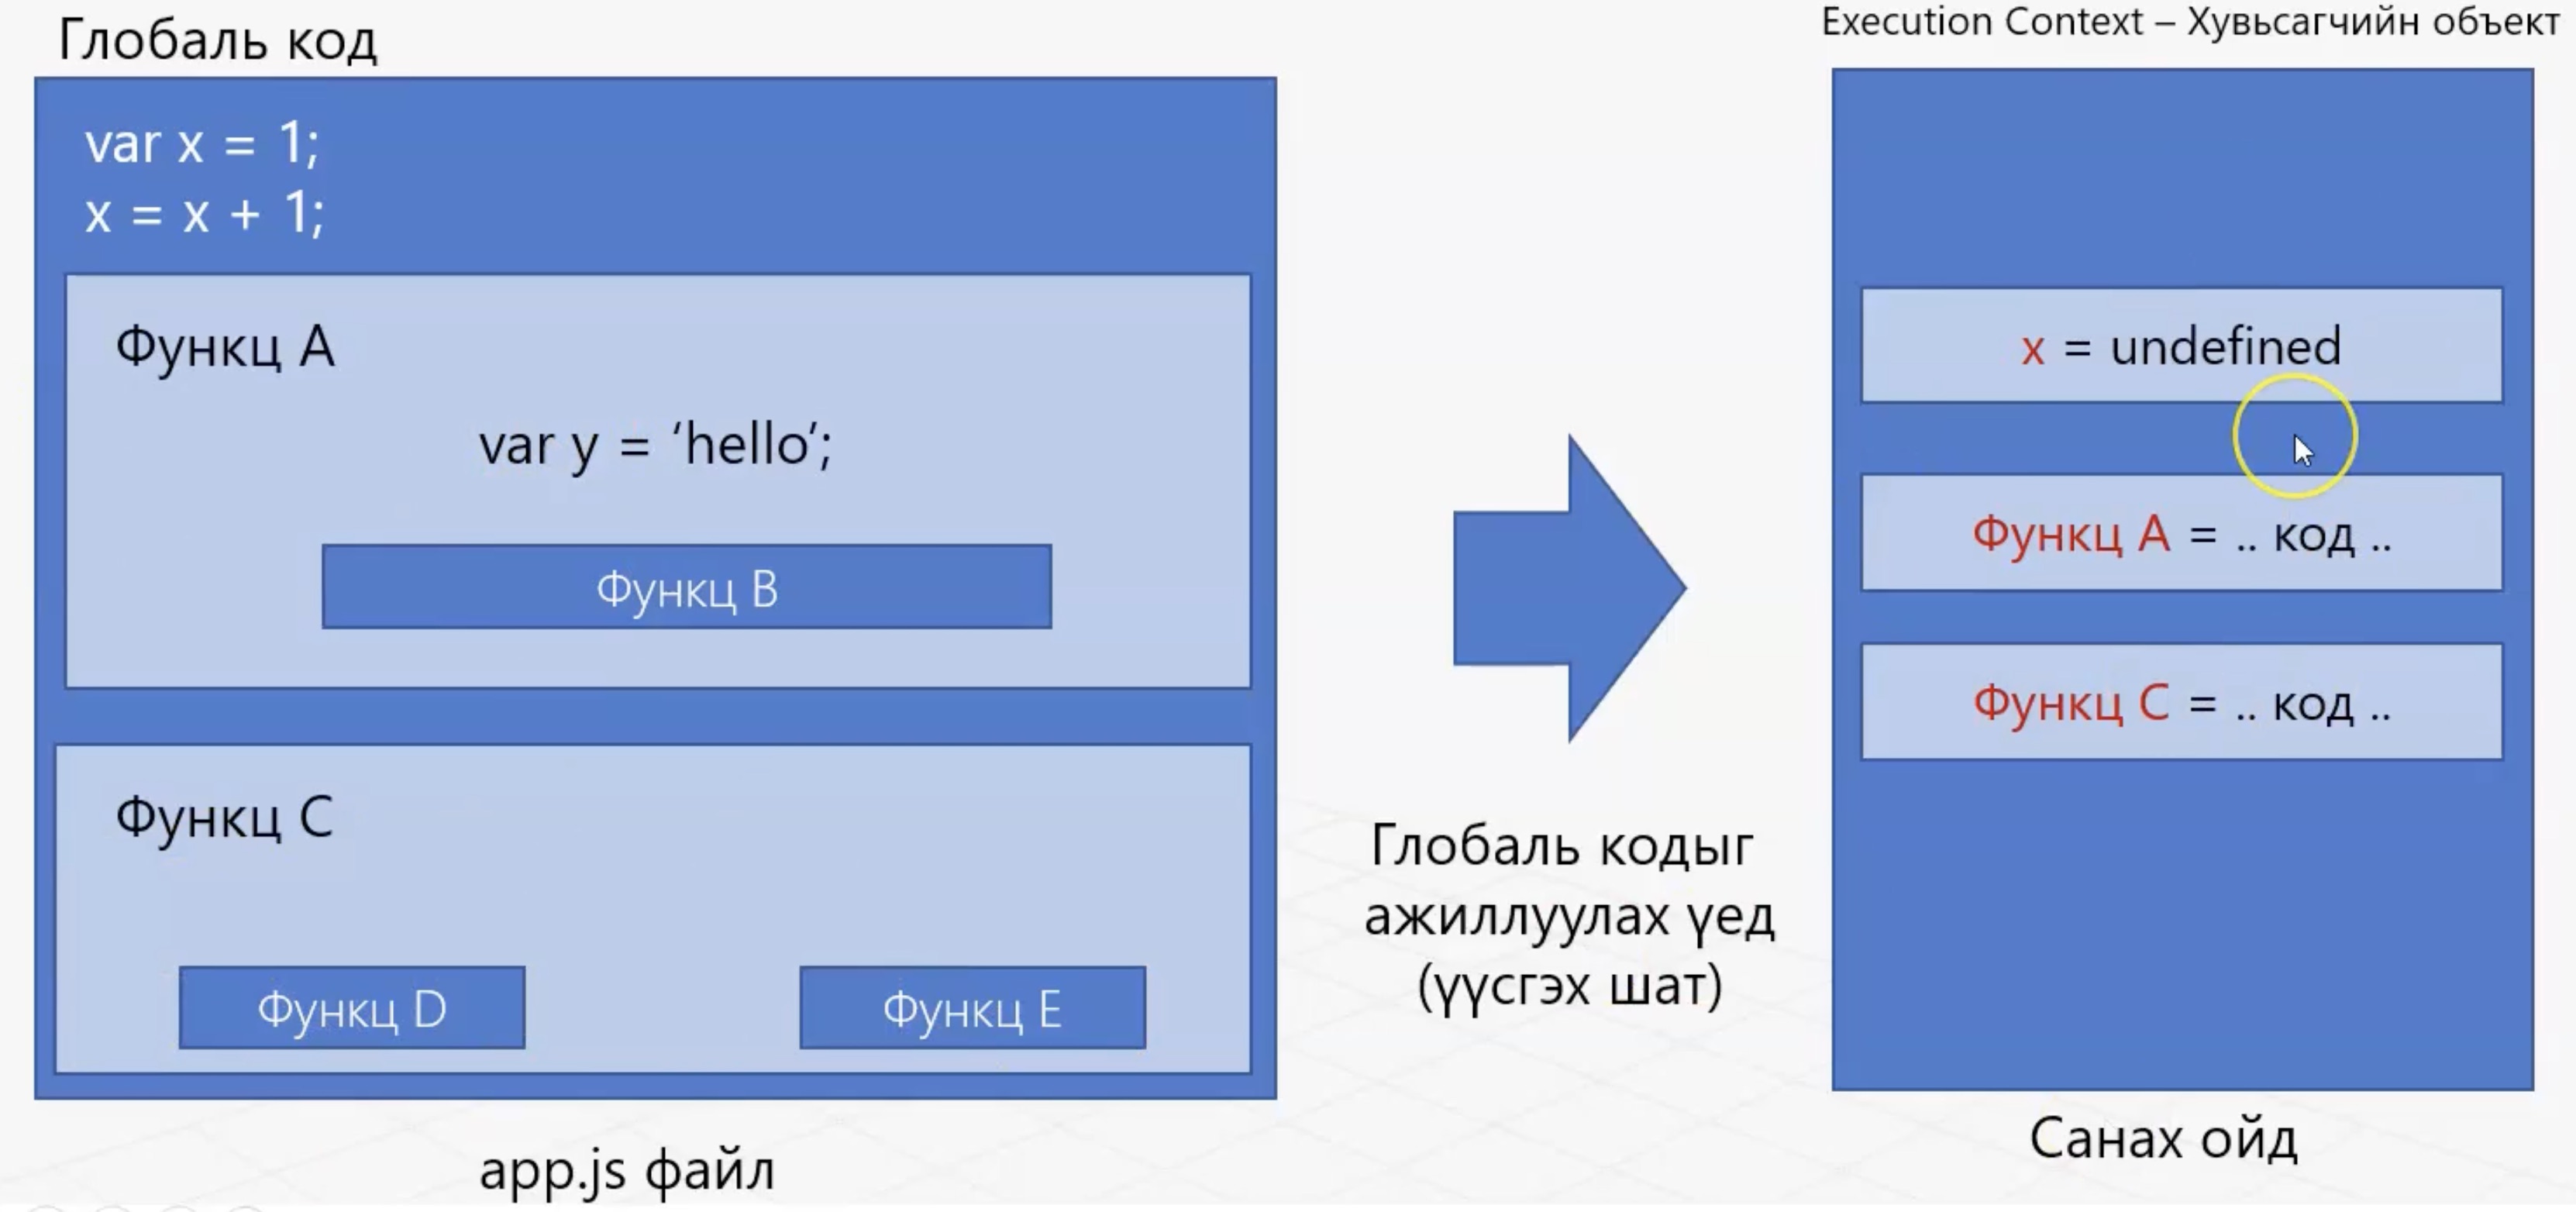 Глобаль код
var x = 1;
x = x + 1;
Функц A
var y = ‘hello’;
Функц B
Функц C
Функц D
Функц E
app.js файл
Глобаль кодыг
ажиллуулах үед
(үүсгэх шат)
Execution Context – Хувьсагчийн объект
x = undefined
Функц A = .. код ..
Функц C = .. код ..
Санах ойд